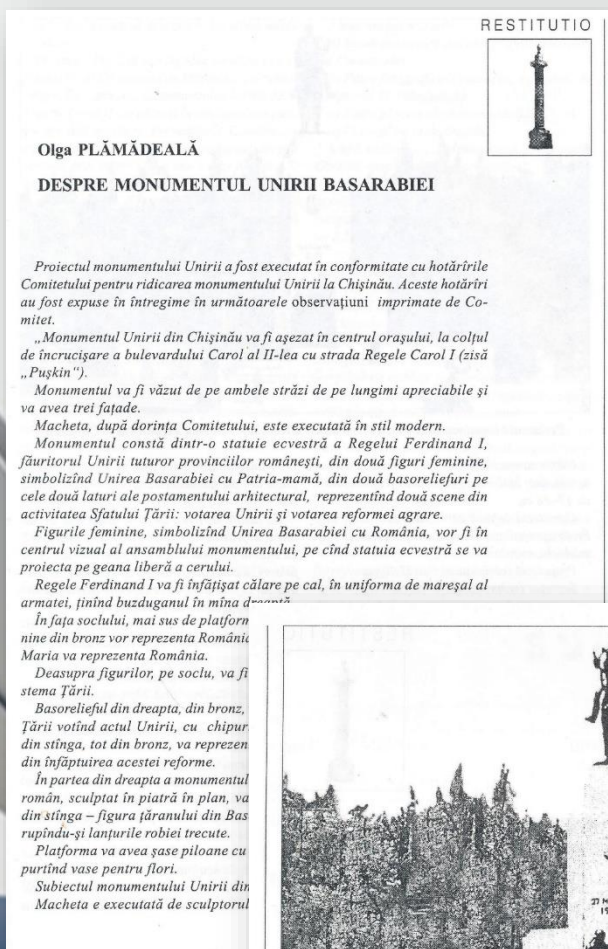 RESTITUTIO
Olga PLĂMĂDEALĂ
DESPRE MONUMENTUL UNIRII BASARABIEI
Proiectul monumentului Unirii a fost executat în conformitate cu hotărîrile
Comitetului pentru ridicarea monumentului Unirii la Chişinău. Aceste hotărîri
au fost expuse în întregime în următoarele observaţiuni imprimate de Co-
mitet.
„Monumentul Unirii din Chişinău va fi aşezat în centrul oraşului, la colţul
de încrucişare a bulevardului Carol al II-lea cu strada Regele Carol I (zisă
„Puşkin“).
Monumentul va fi văzut de pe ambele străzi de pe lungimi apreciabile şi
va avea trei faţade.
Macheta, după dorinţa Comitetului, este executată în stil modern.
Monumentul constă dintr-o statuie ecvestră a Regelui Ferdinand I,
făuritorul Unirii tuturor provinciilor româneşti, din două figuri feminine,
simbolizînd Unirea Basarabiei cu Patria-mamă, din două basoreliefuri pe
cele două laturi ale postamentului arhitectural, reprezentînd două scene din
activitatea Sfatului Ţării: votarea Unirii şi votarea reformei agrare.
Figurile feminine, simbolizînd Unirea Basarabiei cu România, vor fi în
centrul vizual al ansamblului monumentului, pe cînd statuia ecvestră se va
proiecta pe geana liberă a cerului.
Regele Ferdinand I va fi înfăţişat călare pe cal, în uniforma de mareşal al
armatei, ţinînd buzduganul în mîna dreaptă.
În faţa soclului, mai sus de platform
nine din bronz vor reprezenta România
Maria va reprezenta România.
Deasupra figurilor, pe soclu, va fi
stema Ţării.
Basorelieful din dreapta, din bronz,
Ţării votînd actul Unirii, cu chipur
din stînga, tot din bronz, va reprezen
din înfăptuirea acestei reforme.
În partea din dreapta a monumentul
român, sculptat în piatră în plan, va
din stînga – figura ţăranului din Bas
rupîndu-şi lanţurile robiei trecute.
Platforma va avea şase piloane cu
purtînd vase pentru flori.
Subiectul monumentului Unirii din
Macheta e executată de sculptorul
27 M